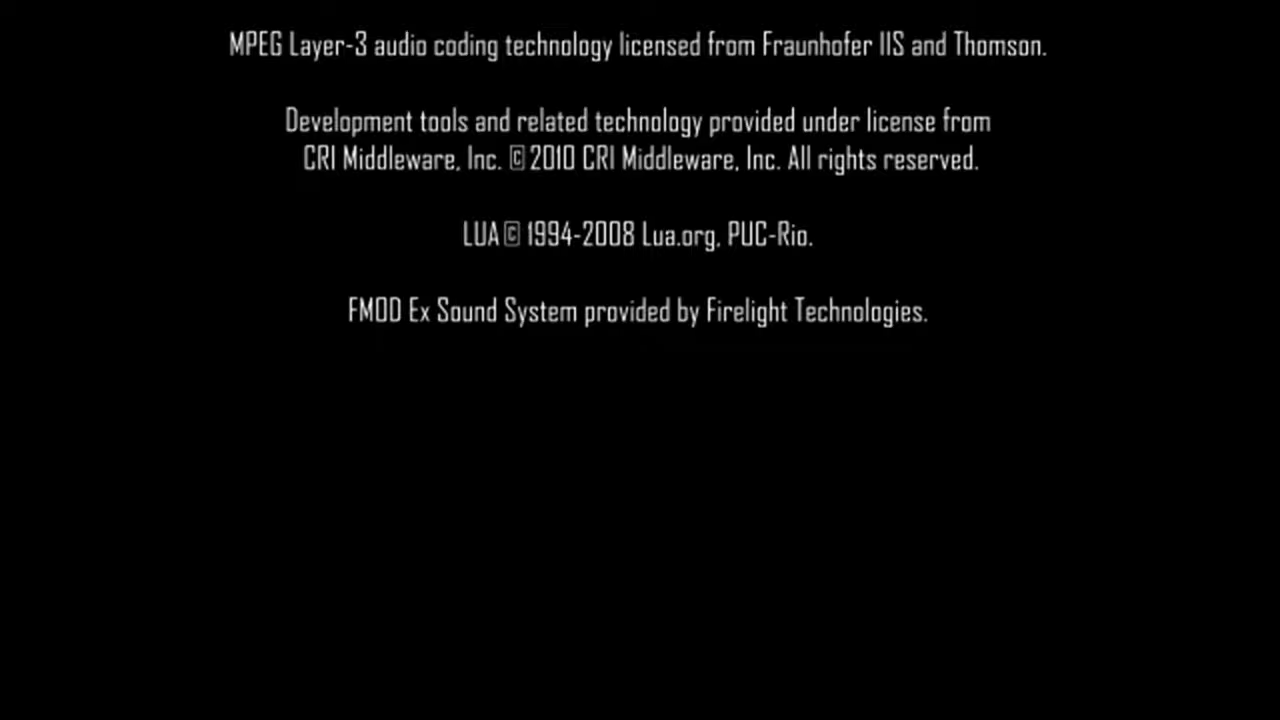 MPEG Layer-3 audio coding technology licensed from Fraunhofer IIS and Thomson.
Development tools and related technology provided under license from
CRI Middleware, Inc. © 2010 CRI Middleware, Inc. All rights reserved.
LUA © 1994-2008 Lua.org, PUC-Rio.
FMOD Ex Sound System provided by Firelight Technologies.